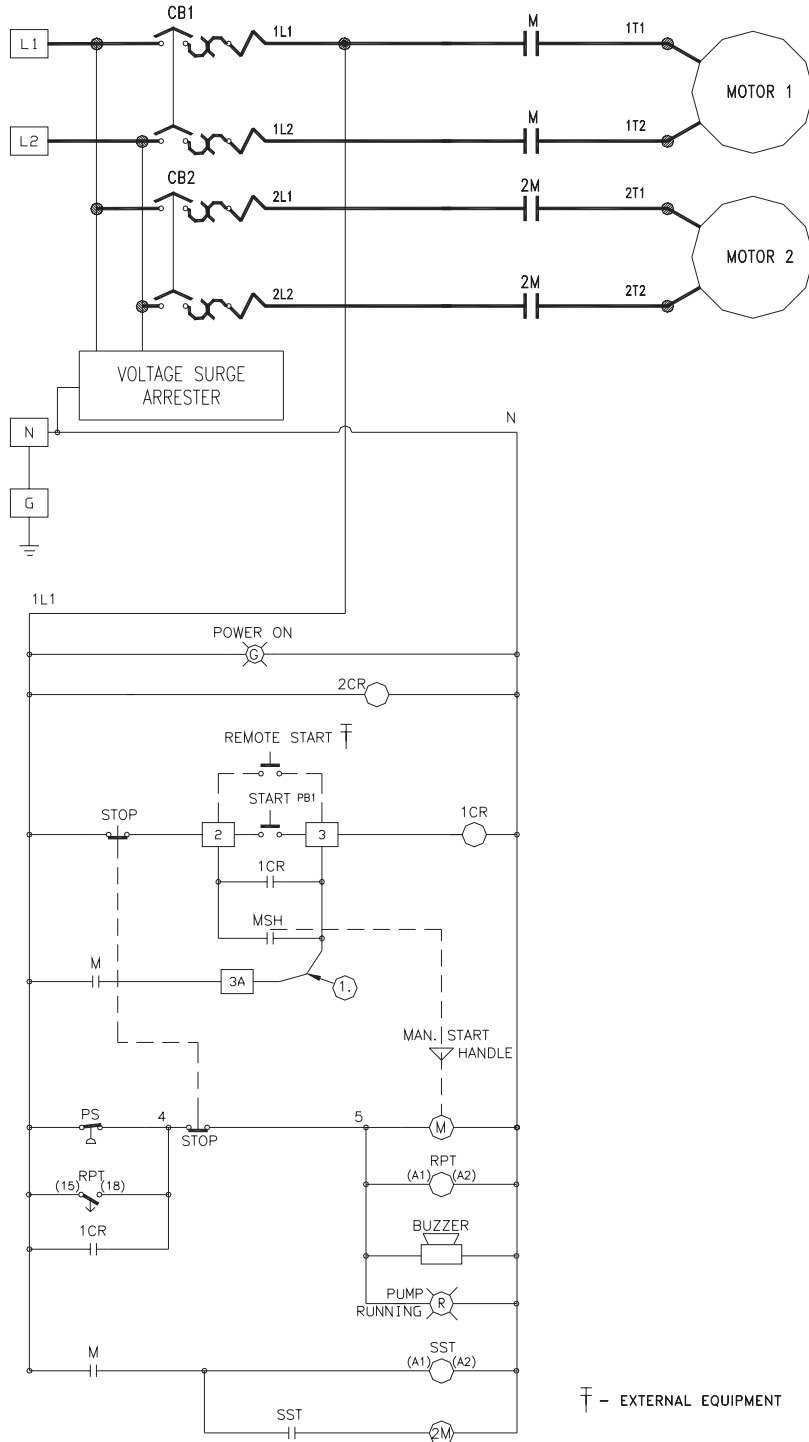 CB1
L1
1L1
M
1T1
MOTOR 1
L2
1L2
M
1T2
CB2
2L1
2M
2T1
MOTOR 2
2L2
2M
2T2
VOLTAGE SURGE
ARRESTER
N
N
G
1L1
POWER ON
G
2CR
REMOTE START
START PB1
STOP
2
3
1CR
1CR
MSH
M
3A
1.
MAN. START
HANDLE
PS
4
STOP
5
M
RPT
(15) (18)
RPT
(A1) (A2)
1CR
BUZZER
PUMP
RUNNING
R
M
SST
(A1) (A2)
SST
2M
- EXTERNAL EQUIPMENT